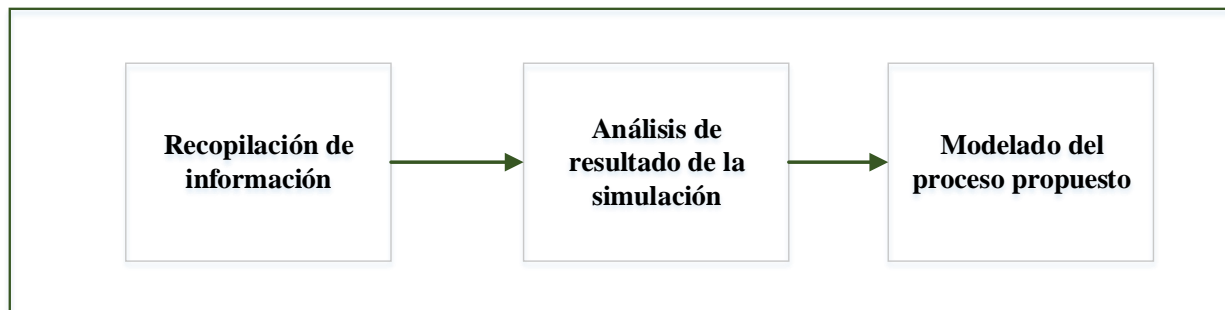 Recopilación de
información
Análisis de
resultado de la
simulación
Modelado del
proceso propuesto